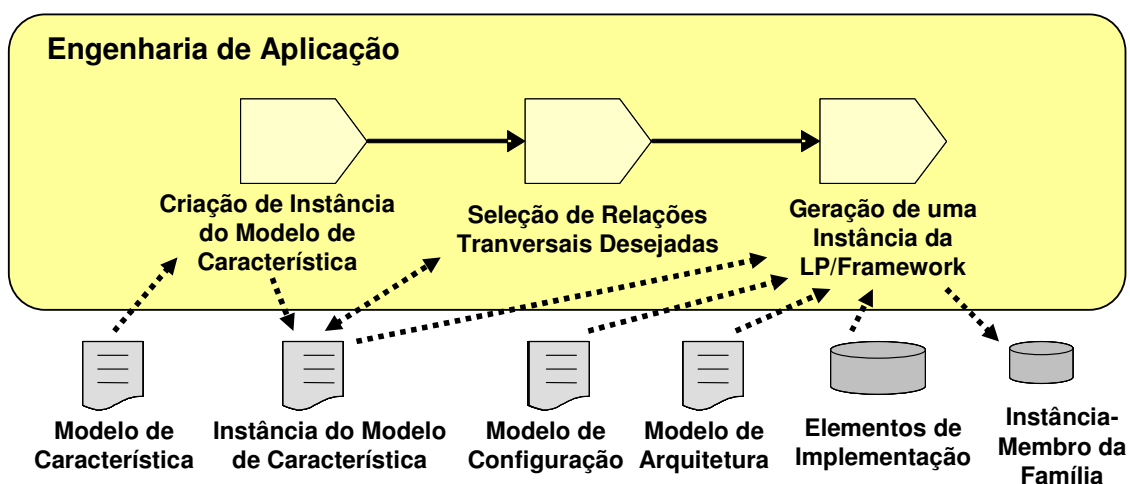 Engenharia de Aplicação
Criação de Instância
do Modelo de
Característica
Seleção de Relações
Tranversais Desejadas
Geração de uma
Instância da
LP/Framework
Modelo de
Característica
Instância do Modelo
de Característica
Modelo de
Configuração
Modelo de
Arquitetura
Elementos de
Implementação
Instância-
Membro da
Família